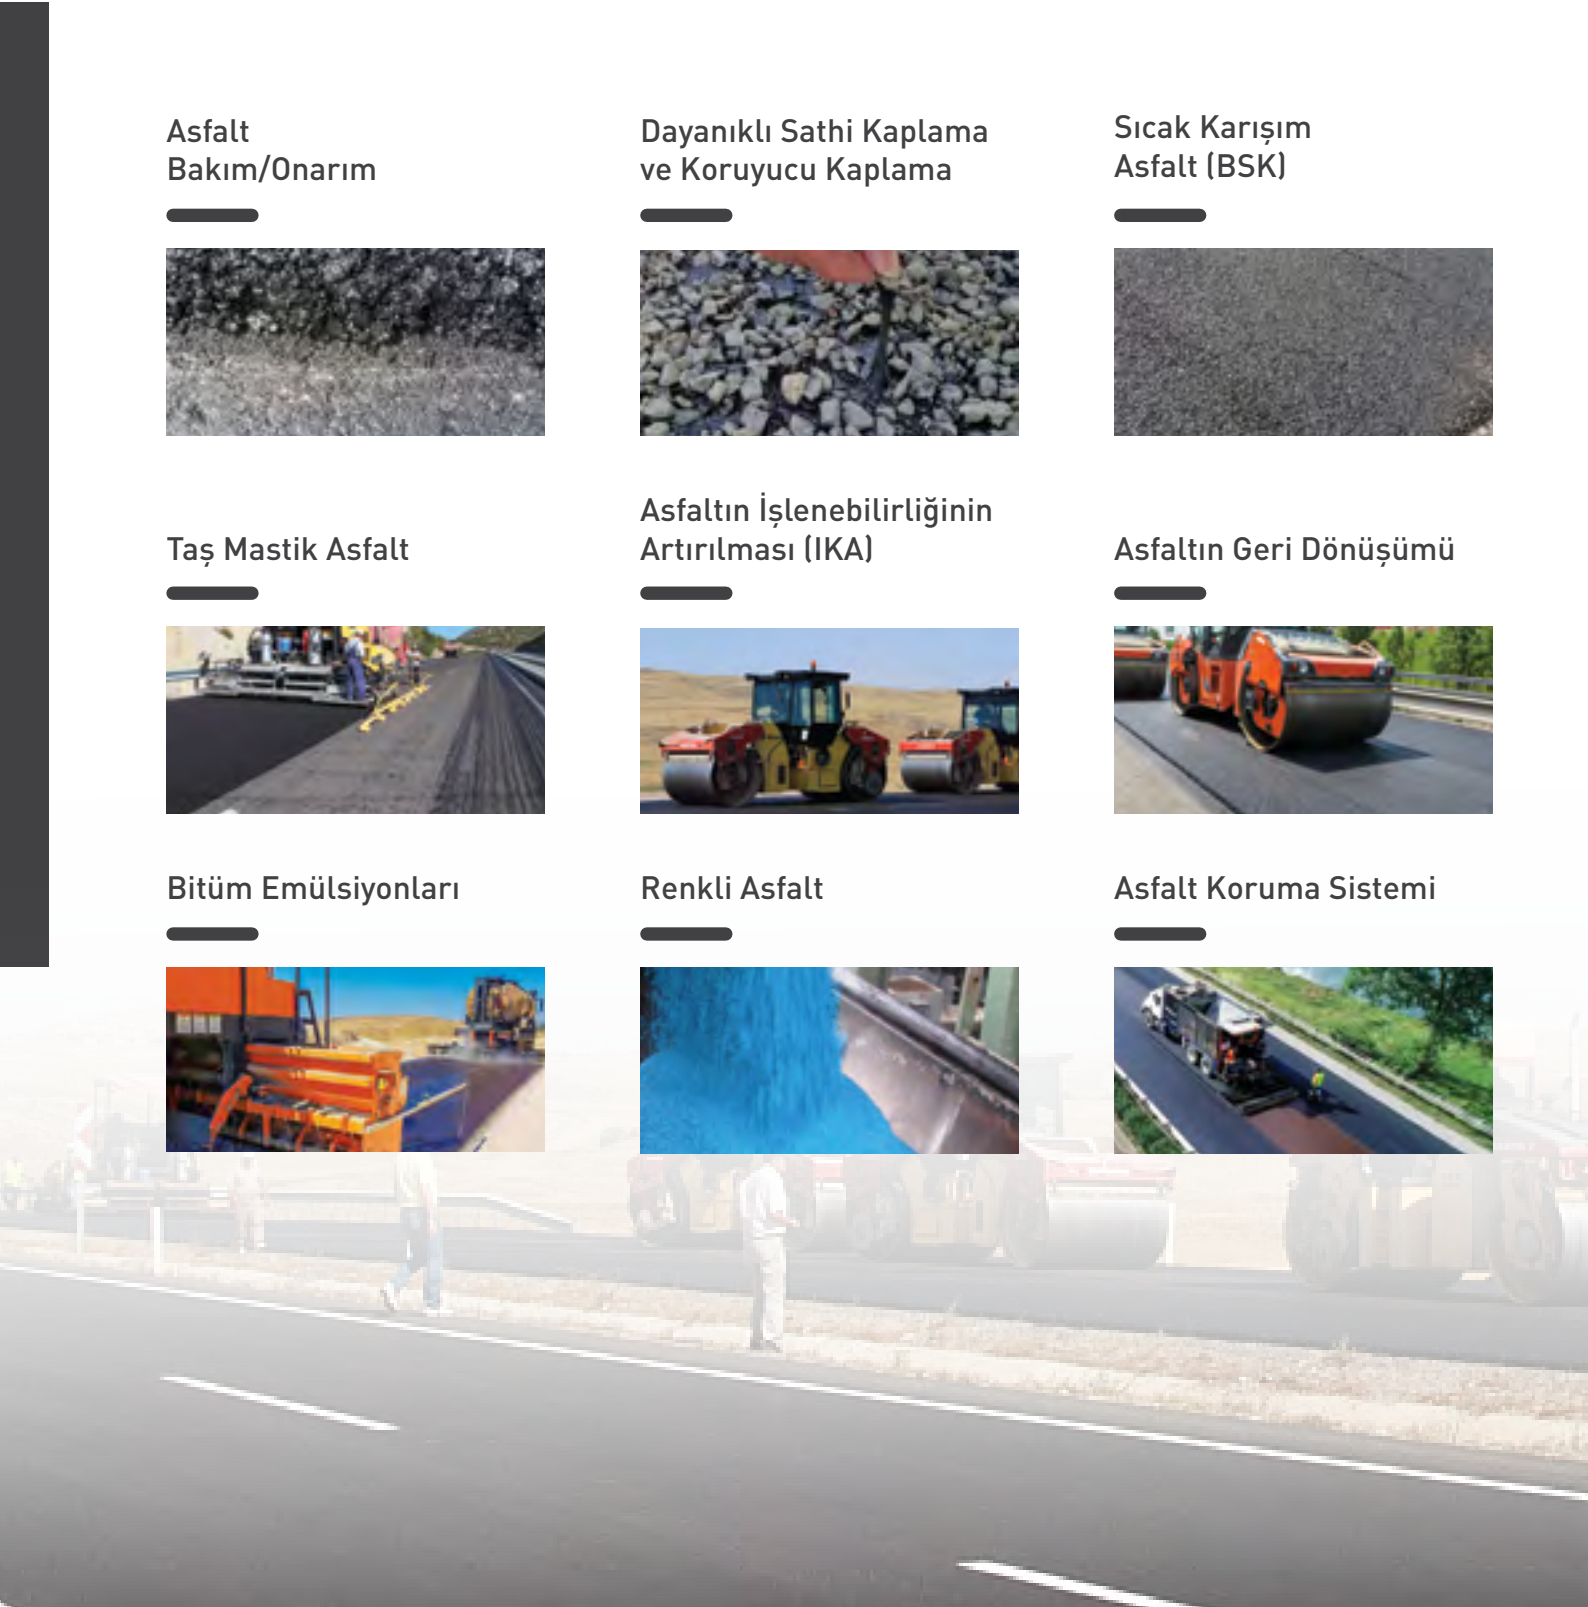 Asfalt
Bakım/Onarım
Dayanıklı Sathi Kaplama
ve Koruyucu Kaplama
Sıcak Karışım
Asfalt (BSK)
Taş Mastik Asfalt
Asfaltın İşlenebilirliğinin
Artırılması (IKA)
Asfaltın Geri Dönüşümü
Bitüm Emülsiyonları
Renkli Asfalt
Asfalt Koruma Sistemi